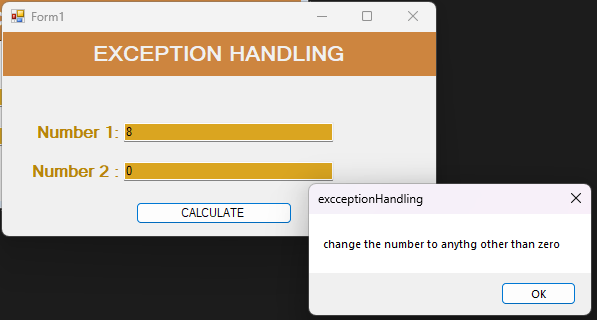 Form1
EXCEPTION HANDLING
Number 1: 8
Number 2 : 0
CALCULATE
excceptionHandling
change the number to anythg other than zero
OK